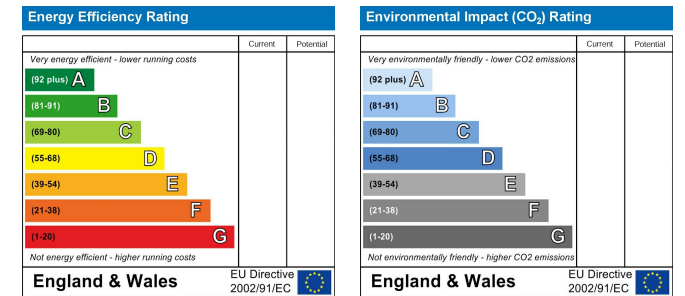 Energy Efficiency Rating
Current Potential
Very energy efficient - lower running costs
(92 plus) A
(81-91) B
(69-80) C
(55-68) D
(39-54) E
(21-38) F
(1-20) G
Not energy efficient - higher running costs
England & Wales
EU Directive
2002/91/EC
Environmental Impact (CO₂) Rating
Current Potential
Very environmentally friendly - lower CO2 emissions
(92 plus) A
(81-91) B
(69-80) C
(55-68) D
(39-54) E
(21-38) F
(1-20) G
Not environmentally friendly - higher CO2 emissions
England & Wales
EU Directive
2002/91/EC